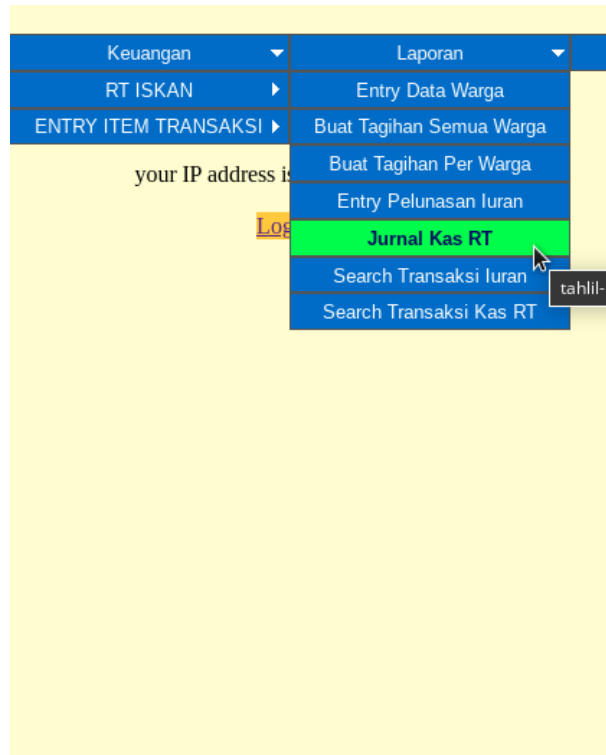 Keuangan
Laporan
RT ISKAN
ENTRY ITEM TRANSAKSI
Entry Data Warga
Buat Tagihan Semua Warga
Buat Tagihan Per Warga
Entry Pelunasan Iuran
Jurnal Kas RT
Search Transaksi Iuran
Search Transaksi Kas RT
your IP address is
Log
tahlil-